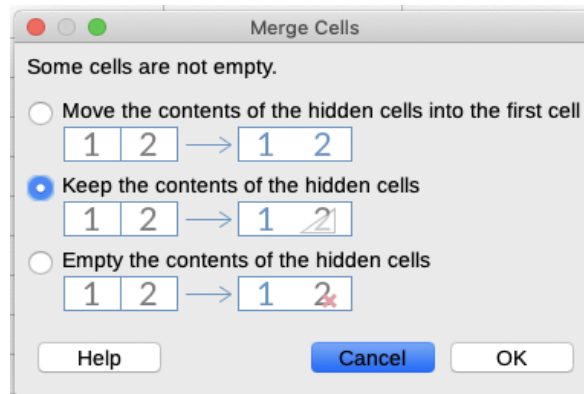 Merge Cells
Some cells are not empty.
Move the contents of the hidden cells into the first cell
1 2 → 1 2
Keep the contents of the hidden cells
1 2 → 1 2
Empty the contents of the hidden cells
1 2 → 1 2
Help Cancel OK